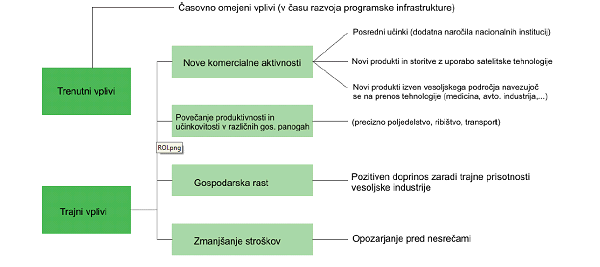 Časovno omejeni vplivi (v času razvoja programske infrastrukture)
Trenutni vplivi
Nove komercialne aktivnosti
Posredni učinki (dodatna naročila nacionalnih institucij)
Novi produkti in storitve z uporabo satelitske tehnologije
Novi produkti izven vesoljskega področja navezujoč
se na prenos tehnologije (medicina, avto. industrija,...)
Povečanje produktivnosti in
učinkovitosti v različnih gos. panogah
(precizno poljedelstvo, ribištvo, transport)
ROI.png
Trajni vplivi
Gospodarska rast
Pozitiven doprinos zaradi trajne prisotnosti
vesoljske industrije
Zmanjšanje stroškov
Opozarjanje pred nesrečami